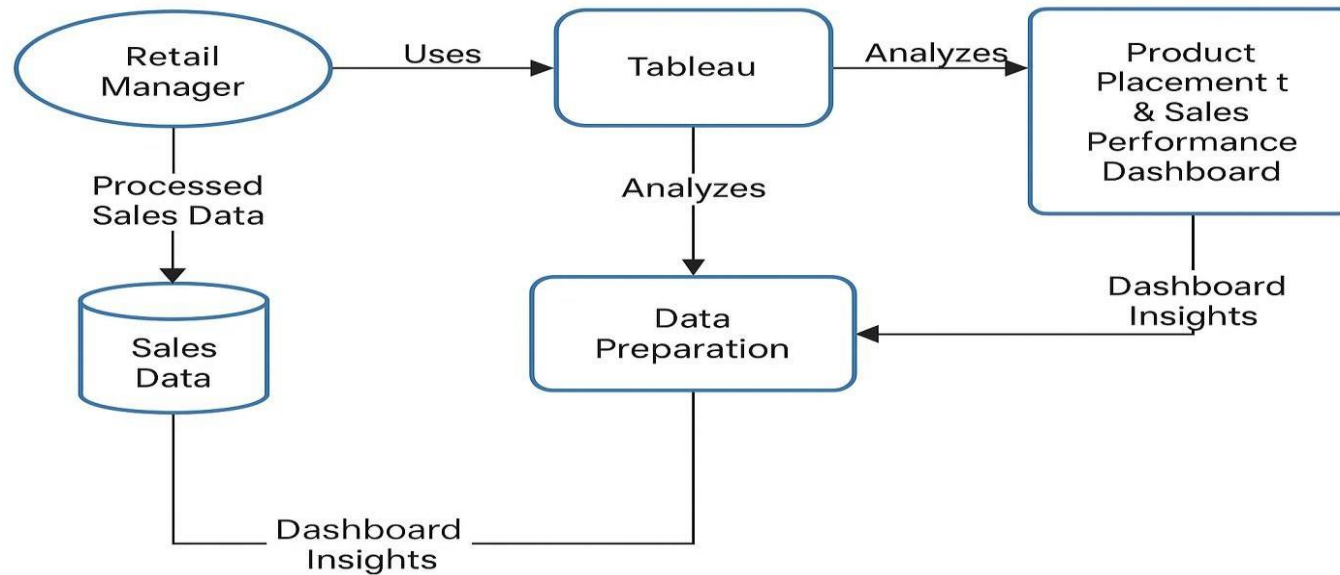 Retail
Manager
Uses
Tableau
Analyzes
Product
Placement t
& Sales
Performance
Dashboard
Processed
Sales Data
Analyzes
Dashboard
Insights
Sales
Data
Data
Preparation
Dashboard
Insights